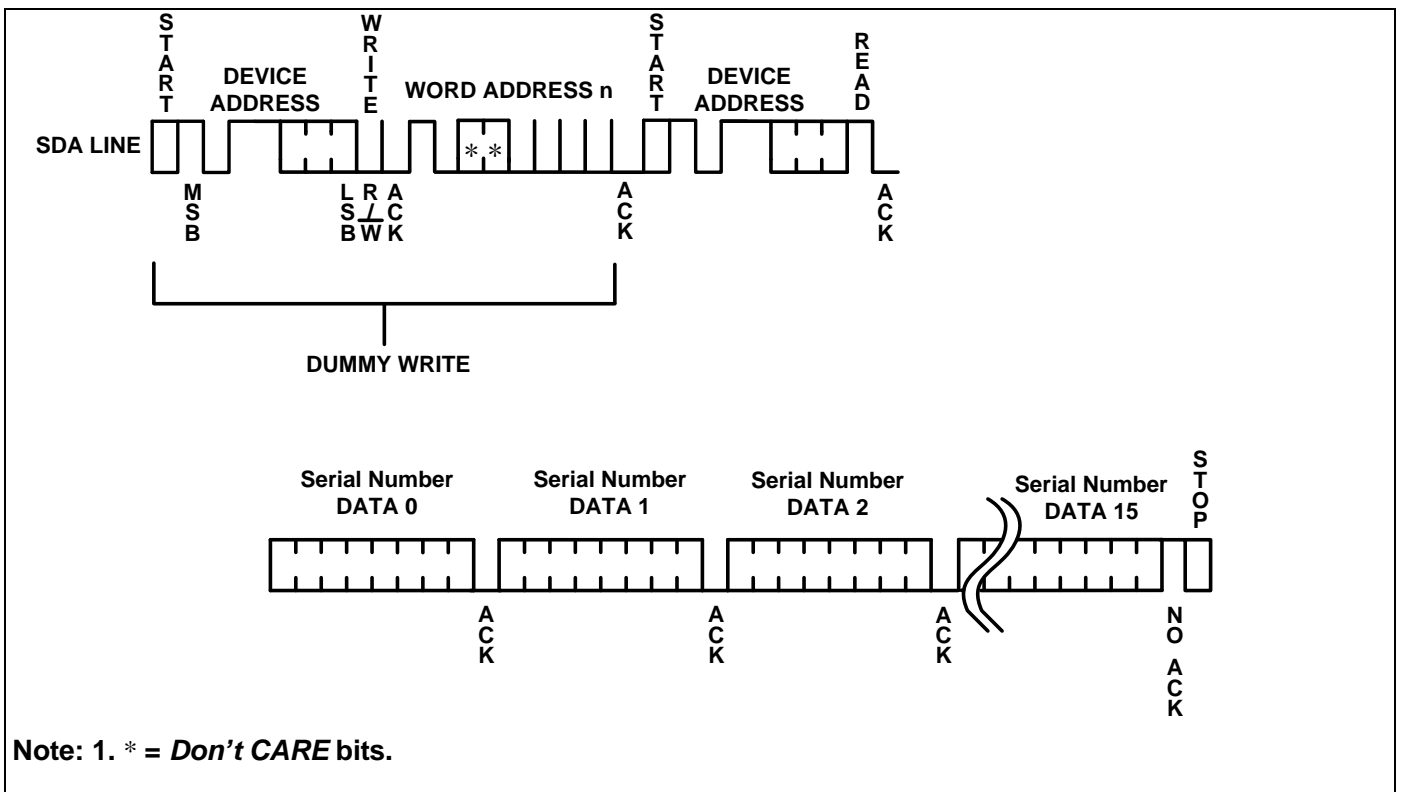 START
WRITE
START
READ
DEVICE
ADDRESS
WORD ADDRESS n
DEVICE
ADDRESS
SDA LINE
* *
MSB
LSB
R/W
ACK
ACK
ACK
DUMMY WRITE
Serial Number
DATA 0
Serial Number
DATA 1
Serial Number
DATA 2
Serial Number
DATA 15
STOP
ACK
ACK
ACK
NO ACK
Note: 1. * = Don't CARE bits.